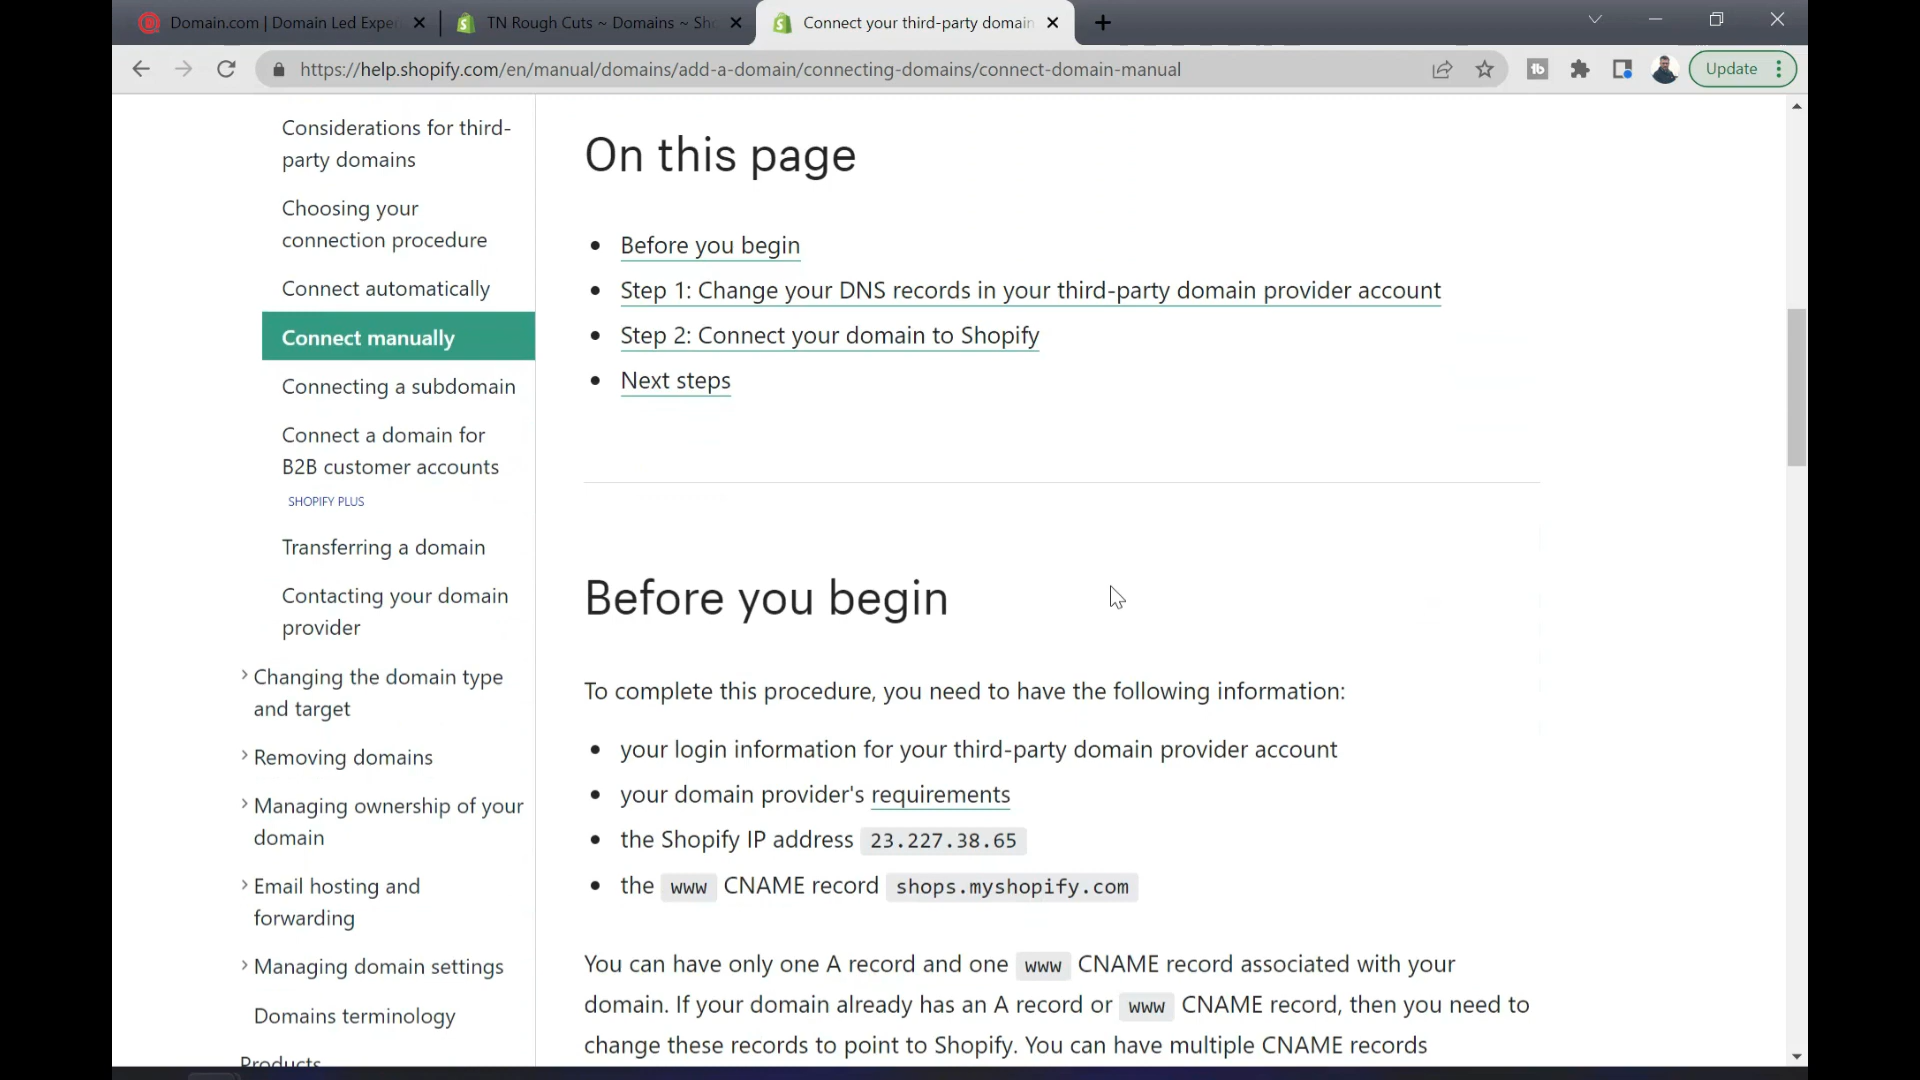 Domain.com | Domain Led Exper
TN Rough Cuts ~ Domains ~ Sho
Connect your third-party domain
https://help.shopify.com/en/manual/domains/add-a-domain/connecting-domains/connect-domain-manual
Update
Considerations for third-
party domains
Choosing your
connection procedure
Connect automatically
Connect manually
Connecting a subdomain
Connect a domain for
B2B customer accounts
SHOPIFY PLUS
Transferring a domain
Contacting your domain
provider
Changing the domain type
and target
Removing domains
Managing ownership of your
domain
Email hosting and
forwarding
Managing domain settings
Domains terminology
Products
On this page
Before you begin
Step 1: Change your DNS records in your third-party domain provider account
Step 2: Connect your domain to Shopify
Next steps
Before you begin
To complete this procedure, you need to have the following information:
your login information for your third-party domain provider account
your domain provider's requirements
the Shopify IP address 23.227.38.65
the www CNAME record shops.myshopify.com
You can have only one A record and one www CNAME record associated with your
domain. If your domain already has an A record or www CNAME record, then you need to
change these records to point to Shopify. You can have multiple CNAME records